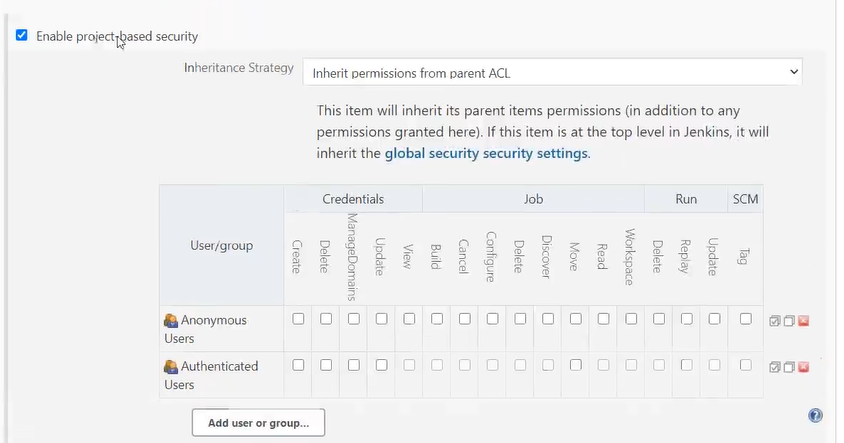 Enable project-based security
Inheritance Strategy
Inherit permissions from parent ACL
This item will inherit its parent items permissions (in addition to any
permissions granted here). If this item is at the top level in Jenkins, it will
inherit the global security security settings.
User/group
Credentials
Job
Run
SCM
Create
Delete
ManageDomains
Update
View
Build
Cancel
Configure
Delete
Discover
Move
Read
Workspace
Delete
Replay
Update
Tag
Anonymous
Users
Authenticated
Users
Add user or group...
?